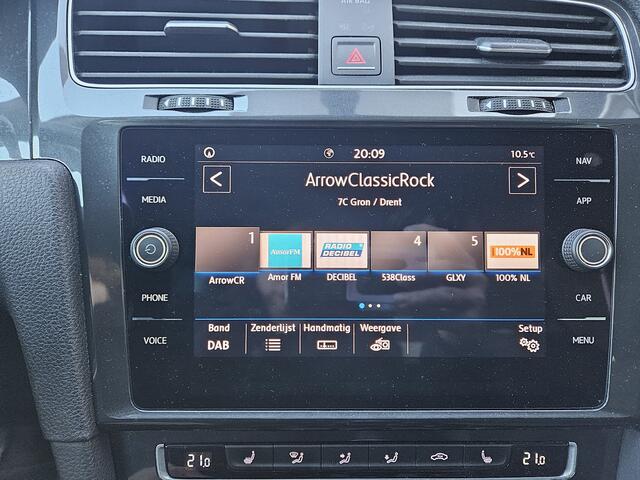 AIR BAG
RADIO
MEDIA
PHONE
VOICE
20:09
10.5°C
ArrowClassicRock
7C Gron / Drent
1
AmorFM
RADIO DECIBEL
4
5
100%NL
ArrowCR
Amor FM
DECIBEL
538Class
GLXY
100% NL
Band
Zenderlijst
Handmatig
Weergave
Setup
DAB
NAV
APP
CAR
MENU
21.0
21.0